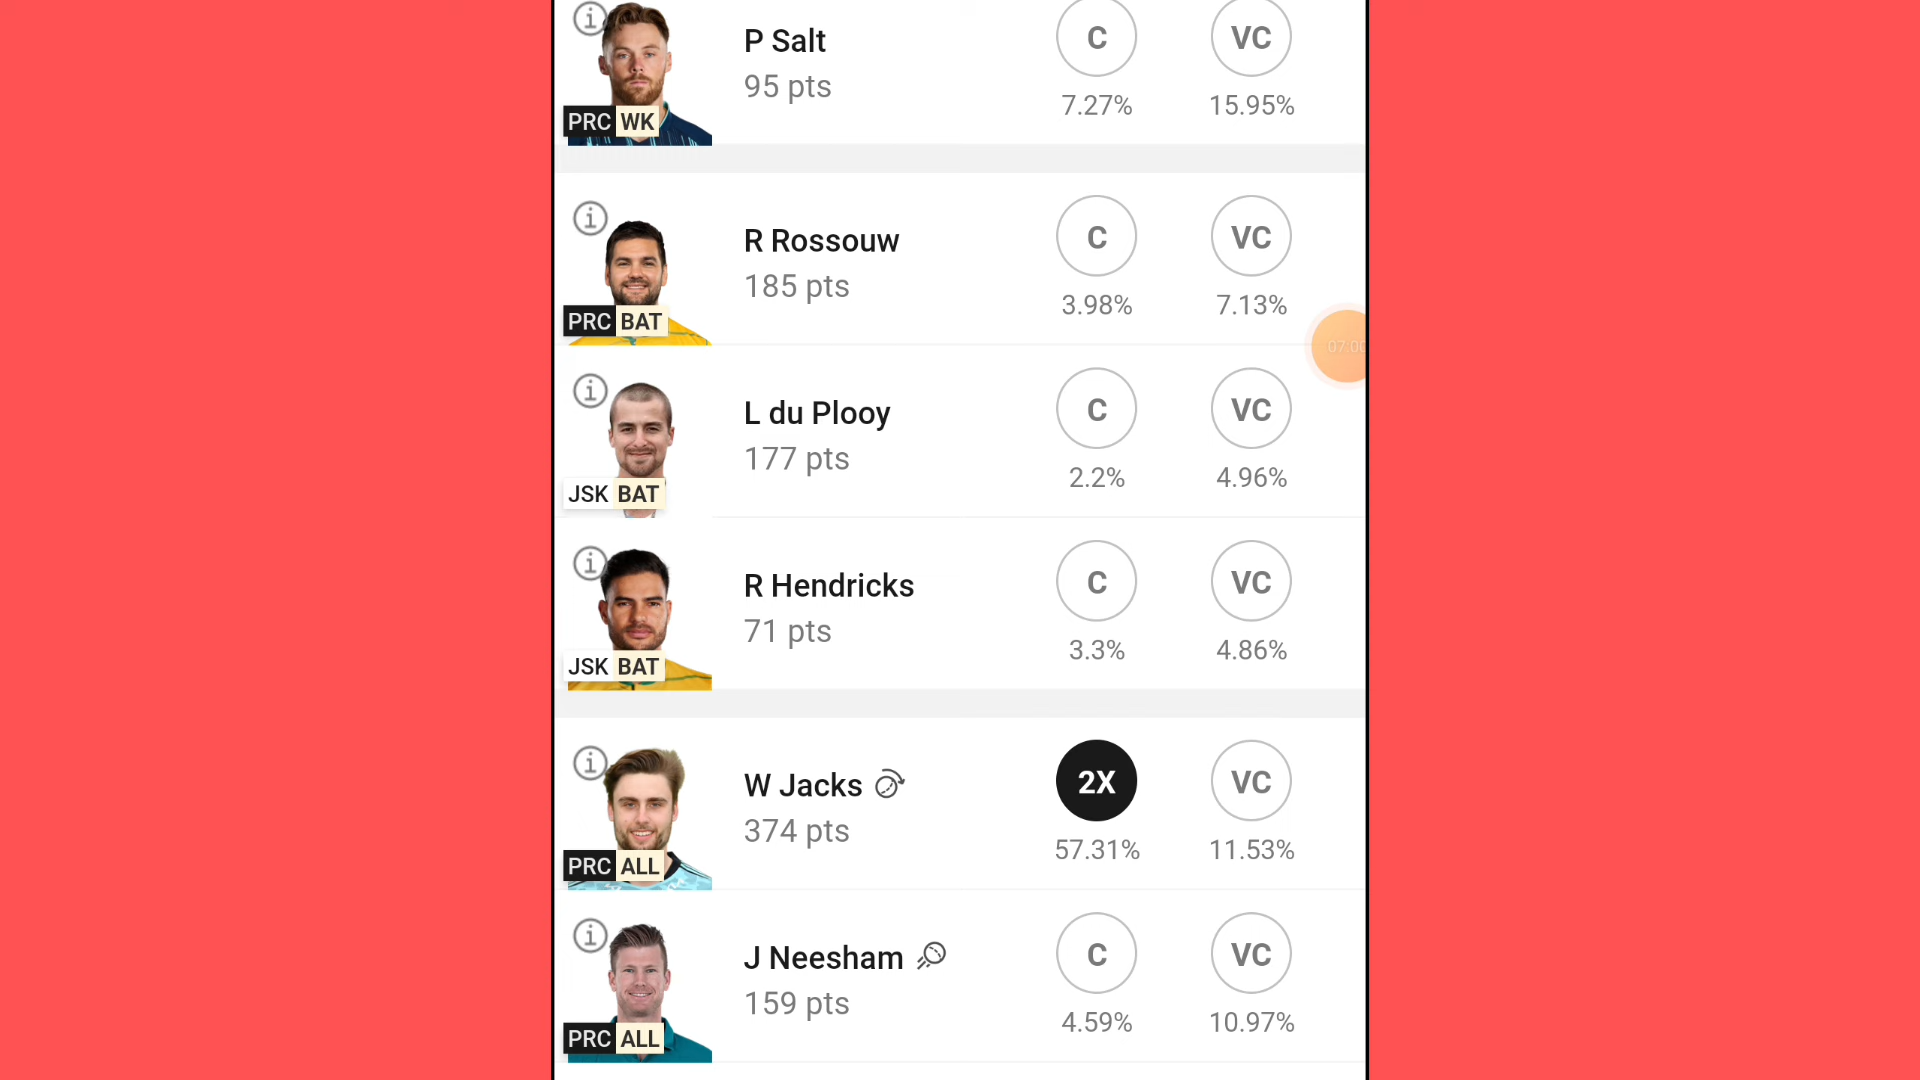 P Salt C VC
95 pts 7.27% 15.95%
PRC WK
R Rossouw C VC
185 pts 3.98% 7.13%
PRC BAT 07:00
L du Plooy C VC
177 pts 2.2% 4.96%
JSK BAT
R Hendricks C VC
71 pts 3.3% 4.86%
JSK BAT
W Jacks 2X VC
374 pts 57.31% 11.53%
PRC ALL
J Neesham C VC
159 pts 4.59% 10.97%
PRC ALL